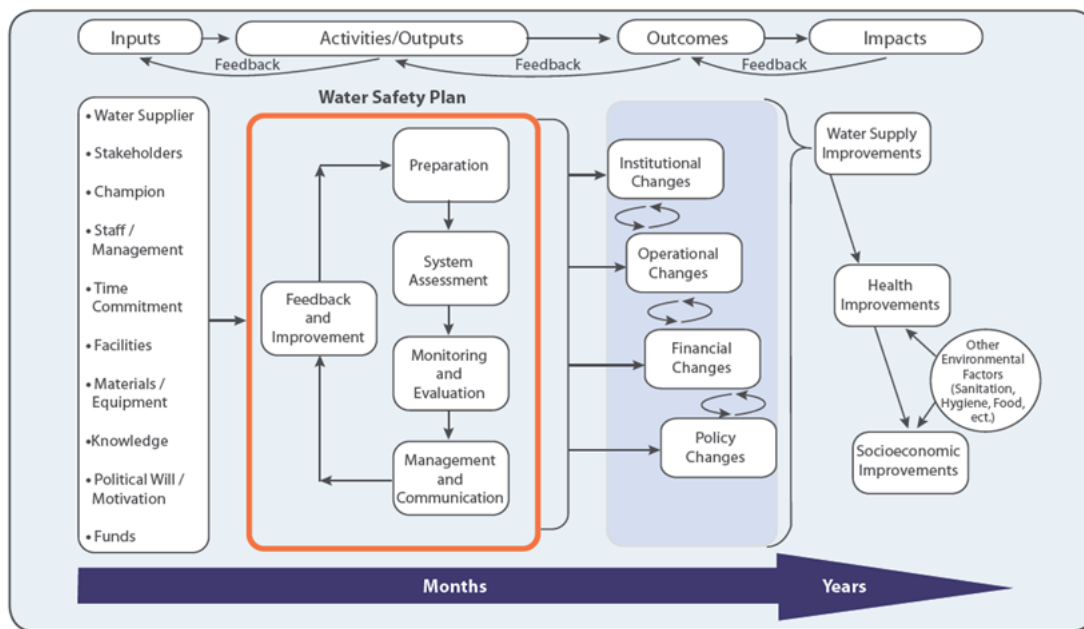 Inputs
Activities/Outputs
Outcomes
Impacts
Feedback
Feedback
Feedback
Water Safety Plan
• Water Supplier
• Stakeholders
• Champion
• Staff /
Management
• Time
Commitment
• Facilities
• Materials /
Equipment
• Knowledge
• Political Will /
Motivation
• Funds
Preparation
System
Assessment
Feedback
and
Improvement
Monitoring
and
Evaluation
Management
and
Communication
Institutional
Changes
Operational
Changes
Financial
Changes
Policy
Changes
Water Supply
Improvements
Health
Improvements
Other
Environmental
Factors
(Sanitation,
Hygiene, Food,
ect.)
Socioeconomic
Improvements
Months
Years